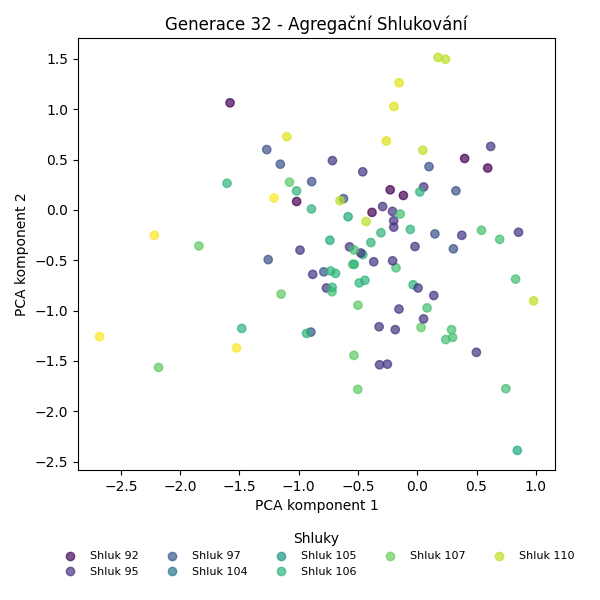 Generace 32 - Agregační Shlukování
PCA komponent 2
1.5
1.0
0.5
0.0
−0.5
−1.0
−1.5
−2.0
−2.5
−2.5 −2.0 −1.5 −1.0 −0.5 0.0 0.5 1.0
PCA komponent 1
Shluky
Shluk 92 Shluk 97 Shluk 105 Shluk 107 Shluk 110
Shluk 95 Shluk 104 Shluk 106